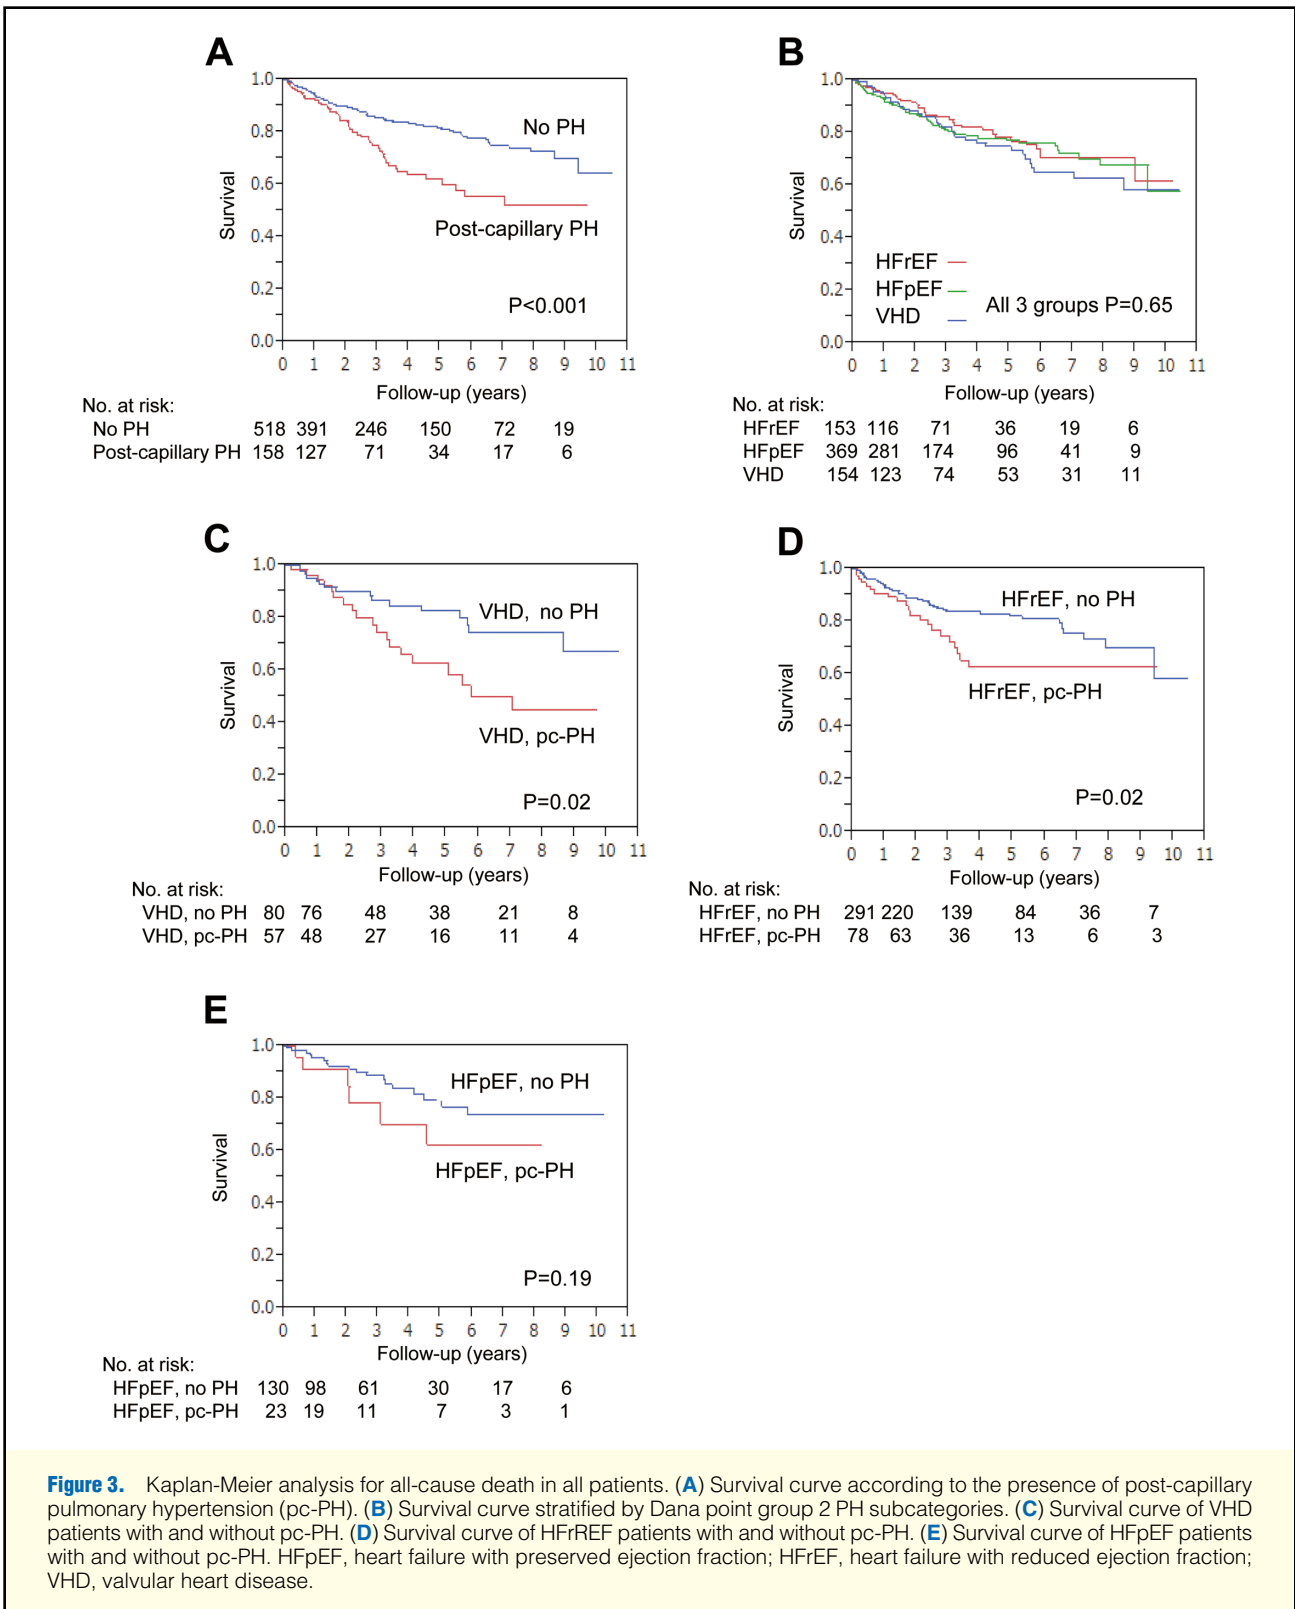 A
1.0
0.8
0.6
0.4
0.2
0.0
Survival
No PH
Post-capillary PH
P<0.001
0 1 2 3 4 5 6 7 8 9 10 11
Follow-up (years)
No. at risk:
No PH 518 391 246 150 72 19
Post-capillary PH 158 127 71 34 17 6
B
1.0
0.8
0.6
0.4
0.2
0.0
Survival
HFrEF
HFpEF
VHD
All 3 groups P=0.65
0 1 2 3 4 5 6 7 8 9 10 11
Follow-up (years)
No. at risk:
HFrEF 153 116 71 36 19 6
HFpEF 369 281 174 96 41 9
VHD 154 123 74 53 31 11
C
1.0
0.8
0.6
0.4
0.2
0.0
Survival
VHD, no PH
VHD, pc-PH
P=0.02
0 1 2 3 4 5 6 7 8 9 10 11
Follow-up (years)
No. at risk:
VHD, no PH 80 76 48 38 21 8
VHD, pc-PH 57 48 27 16 11 4
D
1.0
0.8
0.6
0.4
0.2
0.0
Survival
HFrEF, no PH
HFrEF, pc-PH
P=0.02
0 1 2 3 4 5 6 7 8 9 10 11
Follow-up (years)
No. at risk:
HFrEF, no PH 291 220 139 84 36 7
HFrEF, pc-PH 78 63 36 13 6 3
E
1.0
0.8
0.6
0.4
0.2
0.0
Survival
HFpEF, no PH
HFpEF, pc-PH
P=0.19
0 1 2 3 4 5 6 7 8 9 10 11
Follow-up (years)
No. at risk:
HFpEF, no PH 130 98 61 30 17 6
HFpEF, pc-PH 23 19 11 7 3 1
Figure 3. Kaplan-Meier analysis for all-cause death in all patients. (A) Survival curve according to the presence of post-capillary
pulmonary hypertension (pc-PH). (B) Survival curve stratified by Dana point group 2 PH subcategories. (C) Survival curve of VHD
patients with and without pc-PH. (D) Survival curve of HFrREF patients with and without pc-PH. (E) Survival curve of HFpEF patients
with and without pc-PH. HFpEF, heart failure with preserved ejection fraction; HFrEF, heart failure with reduced ejection fraction;
VHD, valvular heart disease.